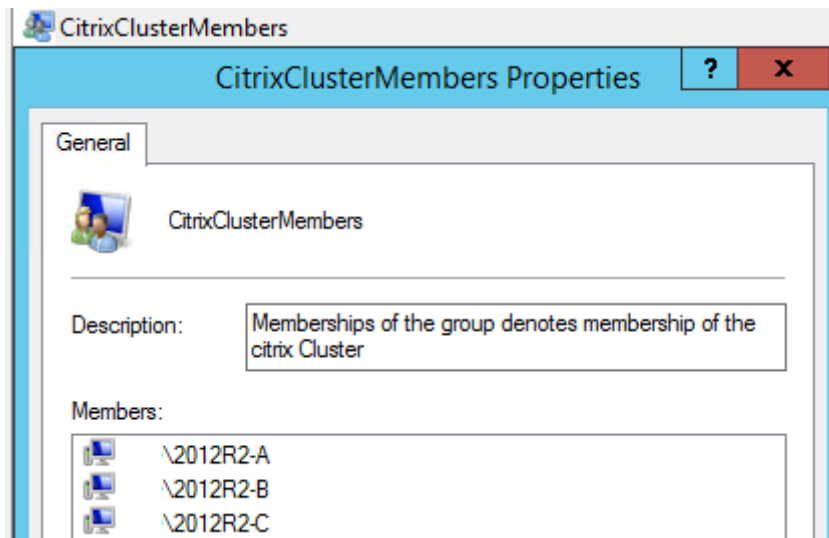 CitrixClusterMembers
CitrixClusterMembers Properties
?
x
General
CitrixClusterMembers
Description:
Memberships of the group denotes membership of the
citrix Cluster
Members:
\2012R2-A
\2012R2-B
\2012R2-C